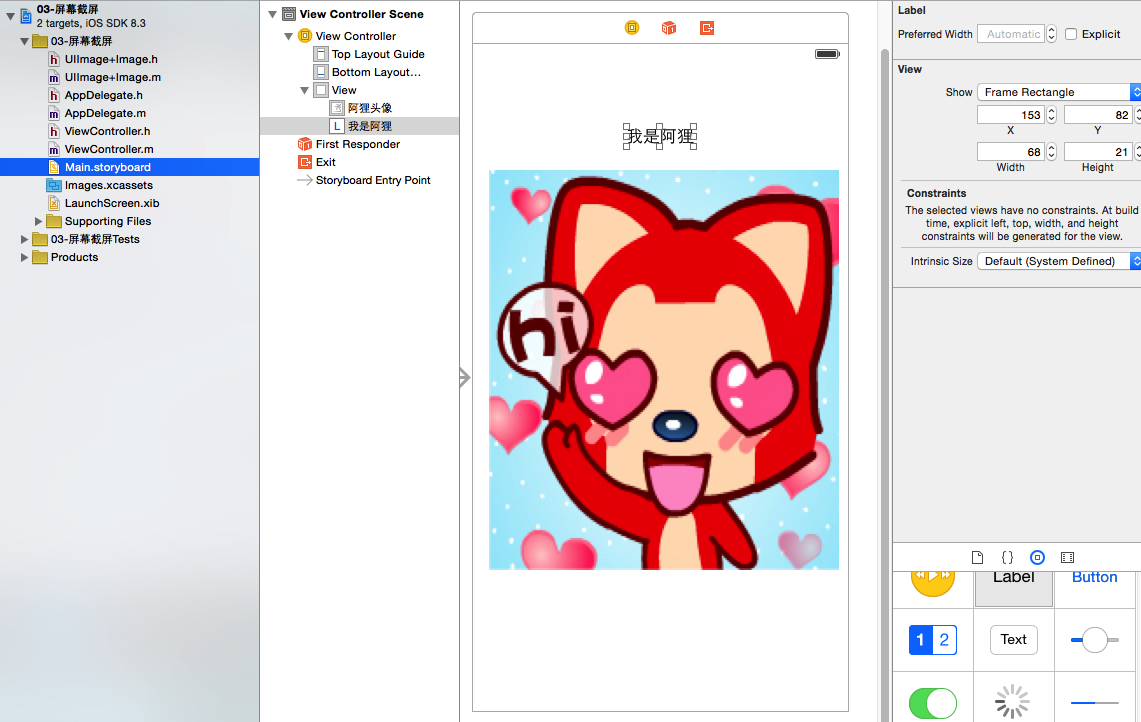 03-屏幕截屏
2 targets, iOS SDK 8.3
03-屏幕截屏
h UIImage+Image.h
m UIImage+Image.m
h AppDelegate.h
m AppDelegate.m
h ViewController.h
m ViewController.m
Main.storyboard
Images.xcassets
LaunchScreen.xib
Supporting Files
03-屏幕截屏Tests
Products
View Controller Scene
View Controller
Top Layout Guide
Bottom Layout...
View
阿狸头像
L 我是阿狸
First Responder
Exit
Storyboard Entry Point
我是阿狸
hi
Label
Preferred Width Automatic Explicit
View
Show Frame Rectangle
153 82
X Y
68 21
Width Height
Constraints
The selected views have no constraints. At build
time, explicit left, top, width, and height
constraints will be generated for the view.
Intrinsic Size Default (System Defined)
{}
Label Button
1 2 Text